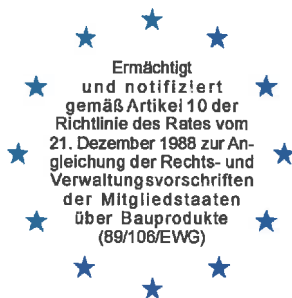 Ermächtigt
und notifiziert
gemäß Artikel 10 der
Richtlinie des Rates vom
21. Dezember 1988 zur An-
gleichung der Rechts- und
Verwaltungsvorschriften
der Mitgliedstaaten
über Bauprodukte
(89/106/EWG)